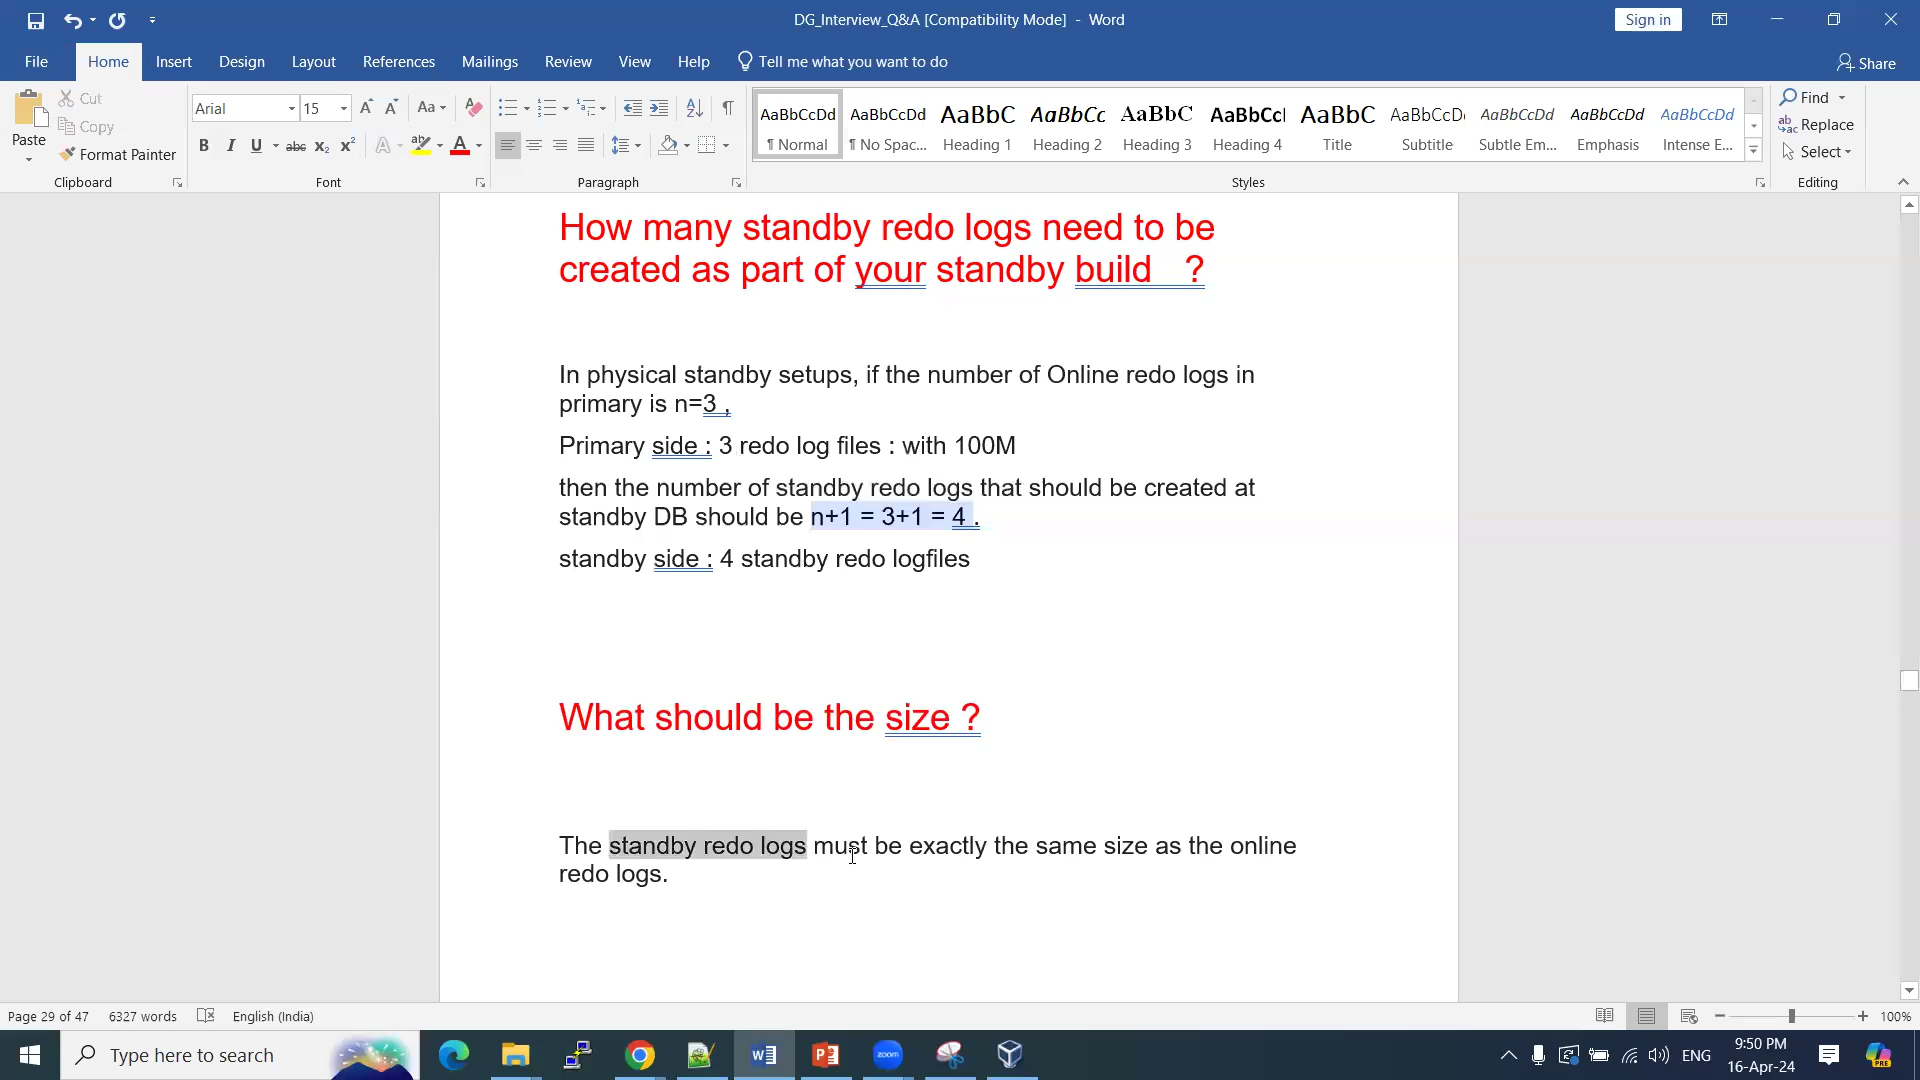 DG_Interview_Q&A [Compatibility Mode] - Word
Sign in
File Home Insert Design Layout References Mailings Review View Help Tell me what you want to do
Share
Paste
Cut
Copy
Format Painter
Clipboard
Arial 15
Aa
B I U abc x₂ x² A A
Font
Paragraph
AaBbCcDd AaBbCcDd AaBbC AaBbCc AaBbC AaBbCcl AaBbC AaBbCcD AaBbCcDd AaBbCcDd AaBbCcDd
¶ Normal ¶ No Spac... Heading 1 Heading 2 Heading 3 Heading 4 Title Subtitle Subtle Em... Emphasis Intense E...
Styles
Find
Replace
Select
Editing
How many standby redo logs need to be
created as part of your standby build ?
In physical standby setups, if the number of Online redo logs in
primary is n=3 ,
Primary side : 3 redo log files : with 100M
then the number of standby redo logs that should be created at
standby DB should be n+1 = 3+1 = 4 .
standby side : 4 standby redo logfiles
What should be the size ?
The standby redo logs must be exactly the same size as the online
redo logs.
Page 29 of 47 6327 words English (India)
100%
Type here to search
zoom
ENG
9:50 PM
16-Apr-24
PRE